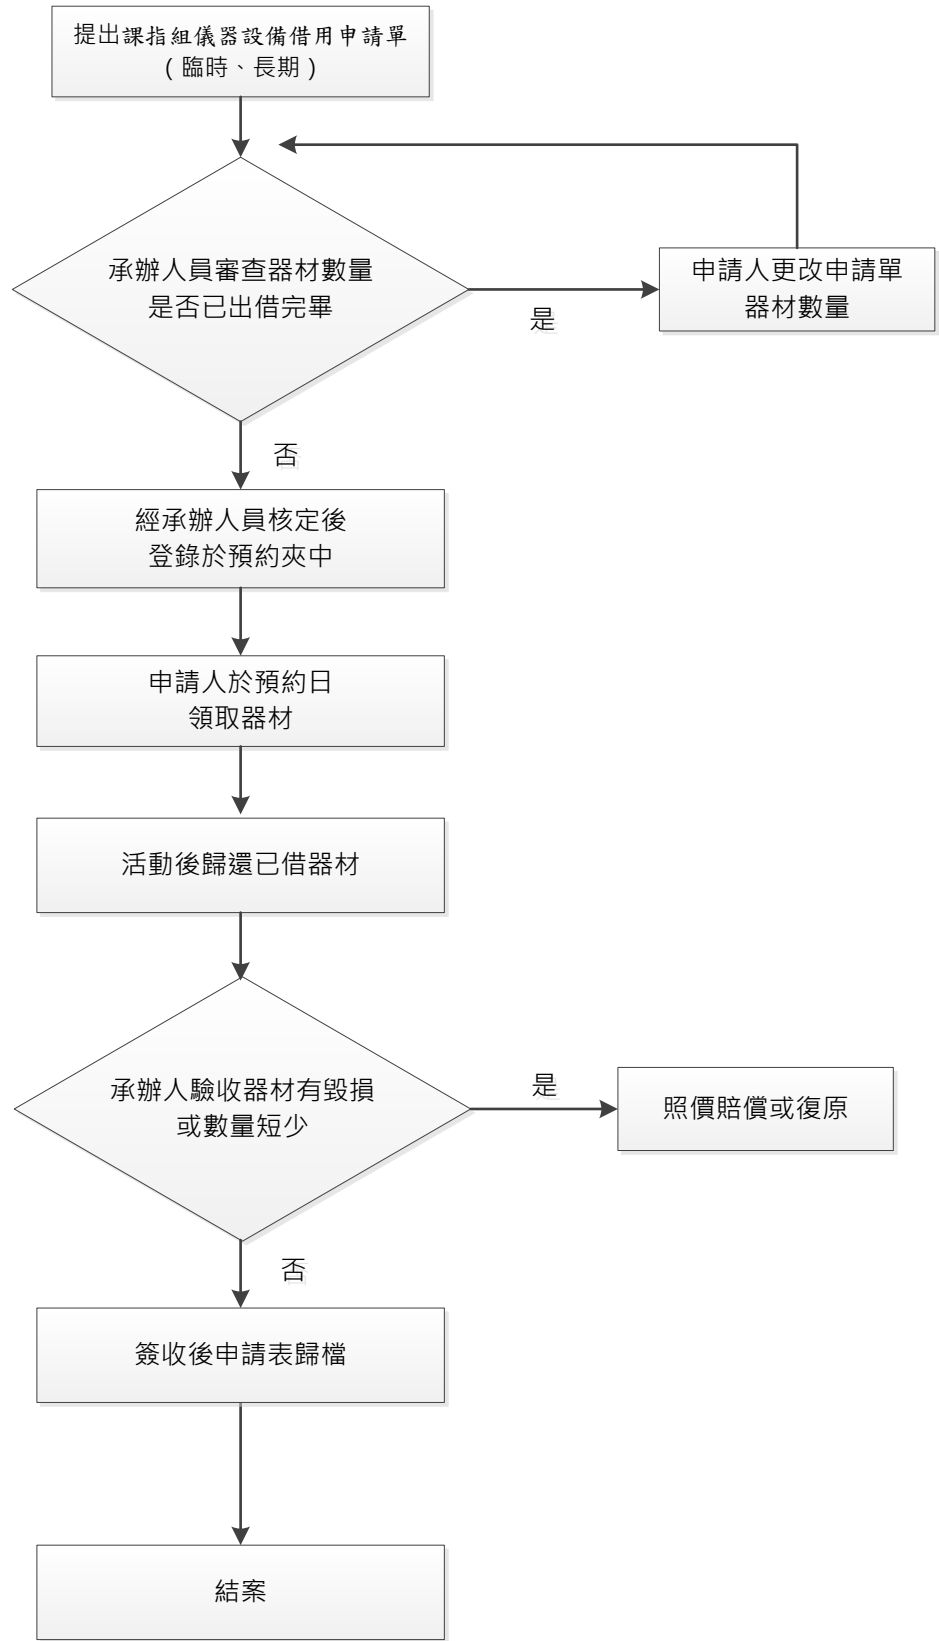 提出課指組儀器設備借用申請單
(臨時、長期)
承辦人員審查器材數量
是否已出借完畢
是
申請人更改申請單
器材數量
否
經承辦人員核定後
登錄於預約夾中
申請人於預約日
領取器材
活動後歸還已借器材
承辦人驗收器材有毀損
或數量短少
是
照價賠償或復原
否
簽收後申請表歸檔
結案